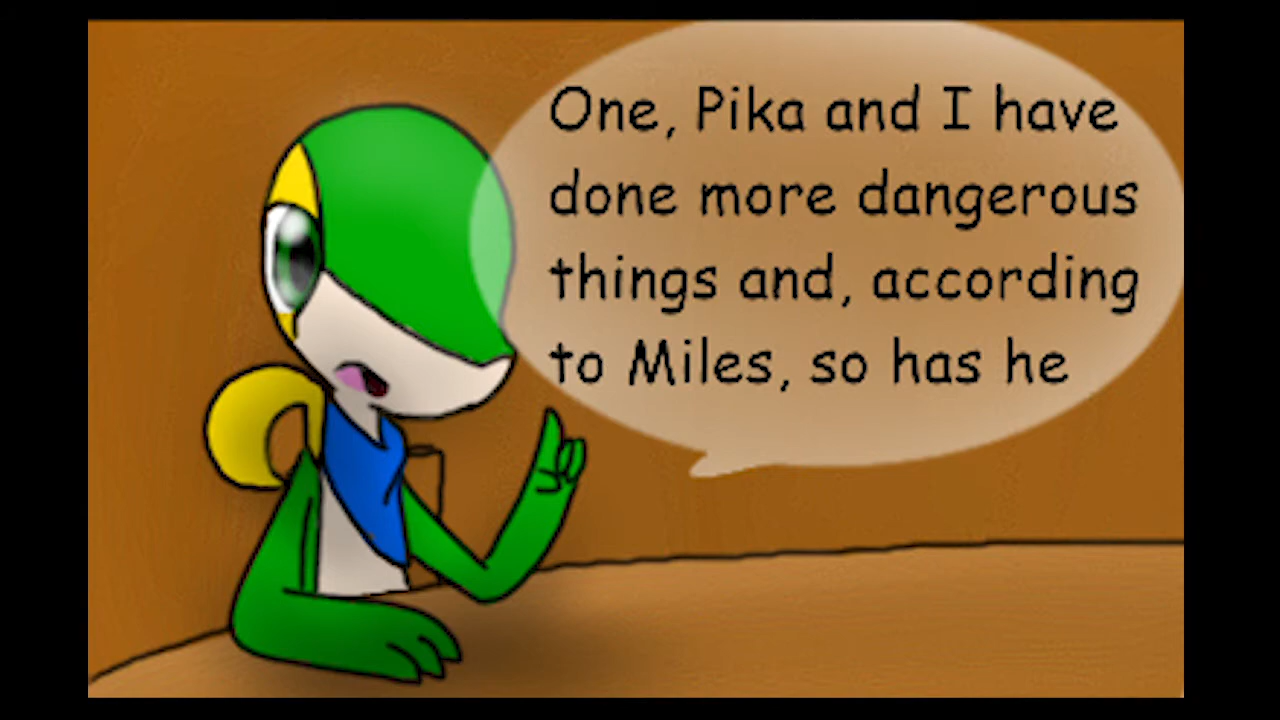 One, Pika and I have
done more dangerous
things and, according
to Miles, so has he